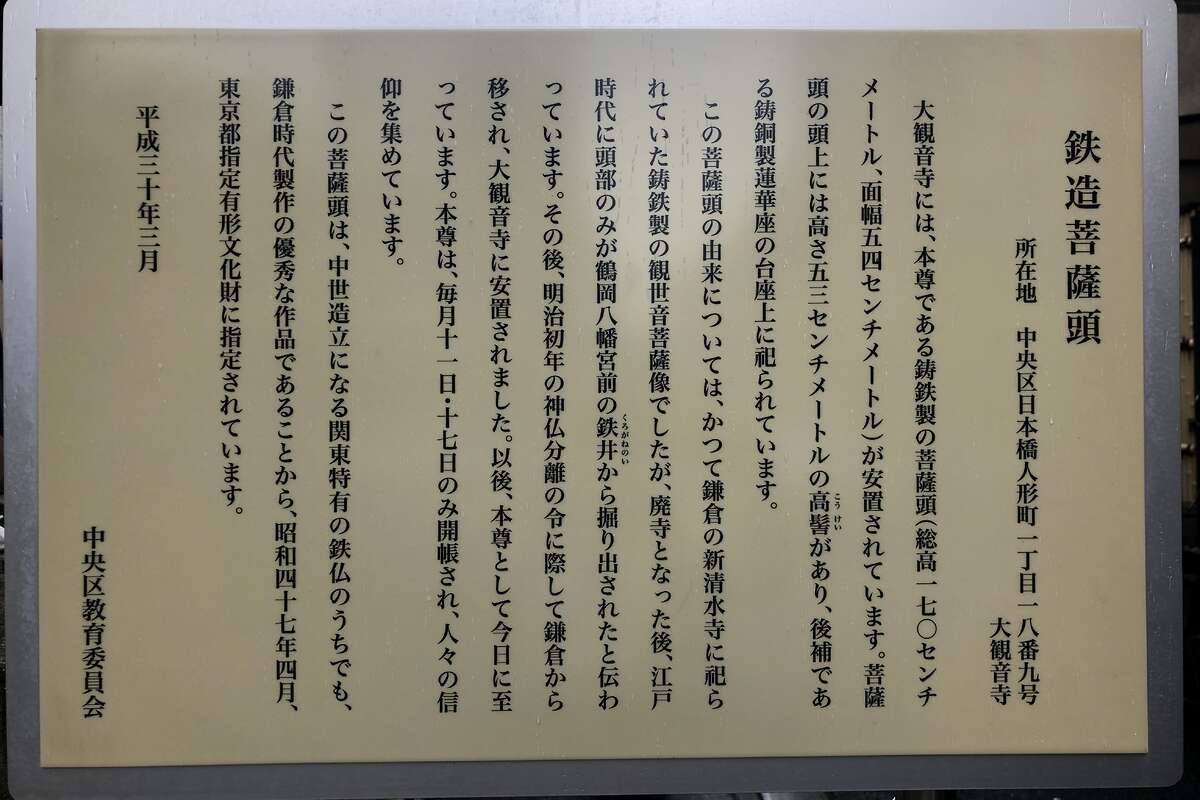 鉄造菩薩頭
所在地　中央区日本橋人形町一丁目一八番九号
大観音寺
大観音寺には、本尊である鋳鉄製の菩薩頭(総高一七〇センチ
メートル、面幅五四センチメートル)が安置されています。菩薩
頭の頭上には高さ五三センチメートルの高髻があり、後補であ
こうけい
る鋳銅製蓮華座の台座上に祀られています。
この菩薩頭の由来については、かつて鎌倉の新清水寺に祀ら
れていた鋳鉄製の観世音菩薩像でしたが、廃寺となった後、江戸
時代に頭部のみが鶴岡八幡宮前の鉄井から掘り出されたと伝わ
くろがねのい
っています。その後、明治初年の神仏分離の令に際して鎌倉から
移され、大観音寺に安置されました。以後、本尊として今日に至
っています。本尊は、毎月十一日・十七日のみ開帳され、人々の信
仰を集めています。
この菩薩頭は、中世造立になる関東特有の鉄仏のうちでも、
鎌倉時代製作の優秀な作品であることから、昭和四十七年四月、
東京都指定有形文化財に指定されています。
平成三十年三月
中央区教育委員会